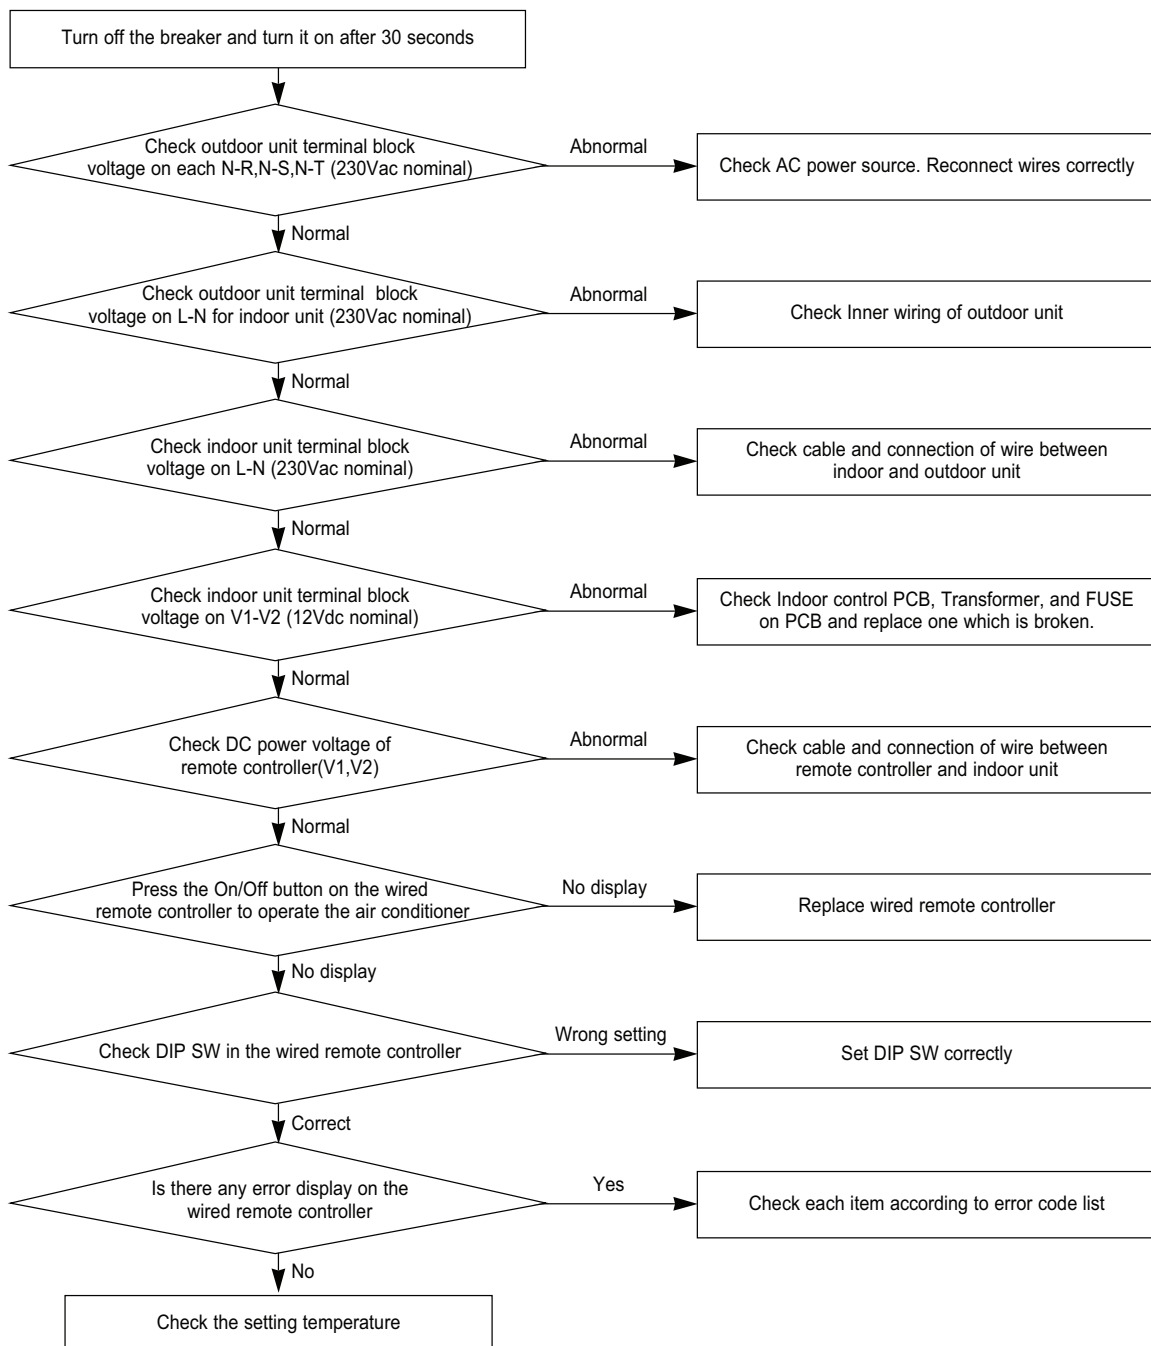 Turn off the breaker and turn it on after 30 seconds
Check outdoor unit terminal block
voltage on each N-R,N-S,N-T (230Vac nominal)
Abnormal
Check AC power source. Reconnect wires correctly
Normal
Check outdoor unit terminal block
voltage on L-N for indoor unit (230Vac nominal)
Abnormal
Check Inner wiring of outdoor unit
Normal
Check indoor unit terminal block
voltage on L-N (230Vac nominal)
Abnormal
Check cable and connection of wire between
indoor and outdoor unit
Normal
Check indoor unit terminal block
voltage on V1-V2 (12Vdc nominal)
Abnormal
Check Indoor control PCB, Transformer, and FUSE
on PCB and replace one which is broken.
Normal
Check DC power voltage of
remote controller(V1,V2)
Abnormal
Check cable and connection of wire between
remote controller and indoor unit
Normal
Press the On/Off button on the wired
remote controller to operate the air conditioner
No display
Replace wired remote controller
No display
Check DIP SW in the wired remote controller
Wrong setting
Set DIP SW correctly
Correct
Is there any error display on the
wired remote controller
Yes
Check each item according to error code list
No
Check the setting temperature